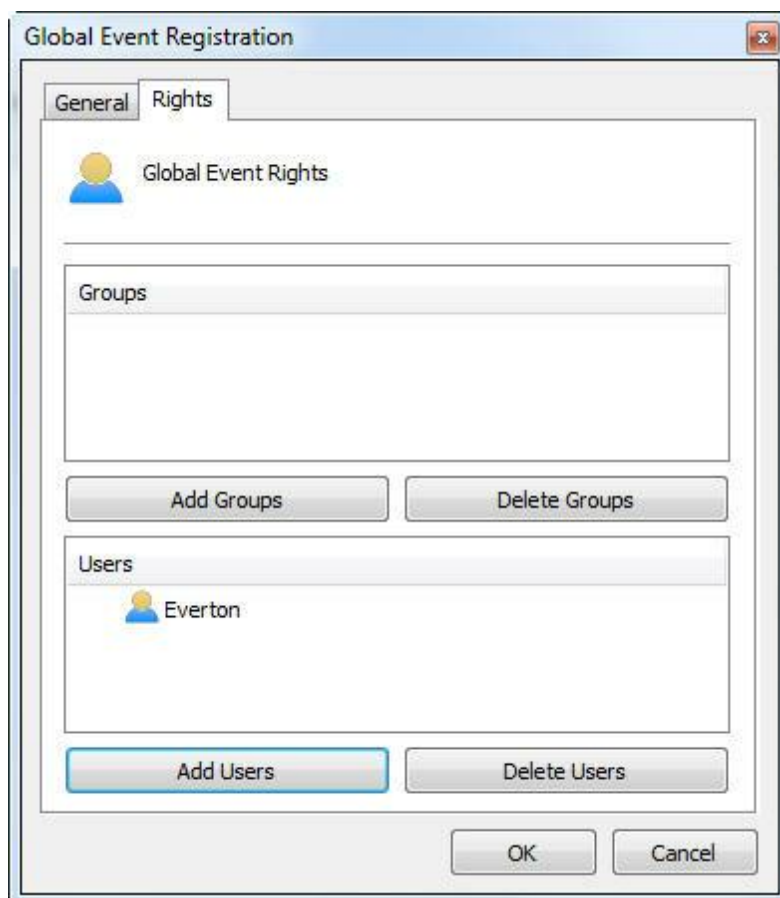 Global Event Registration
General Rights
Global Event Rights
Groups
Add Groups Delete Groups
Users
Everton
Add Users Delete Users
OK Cancel